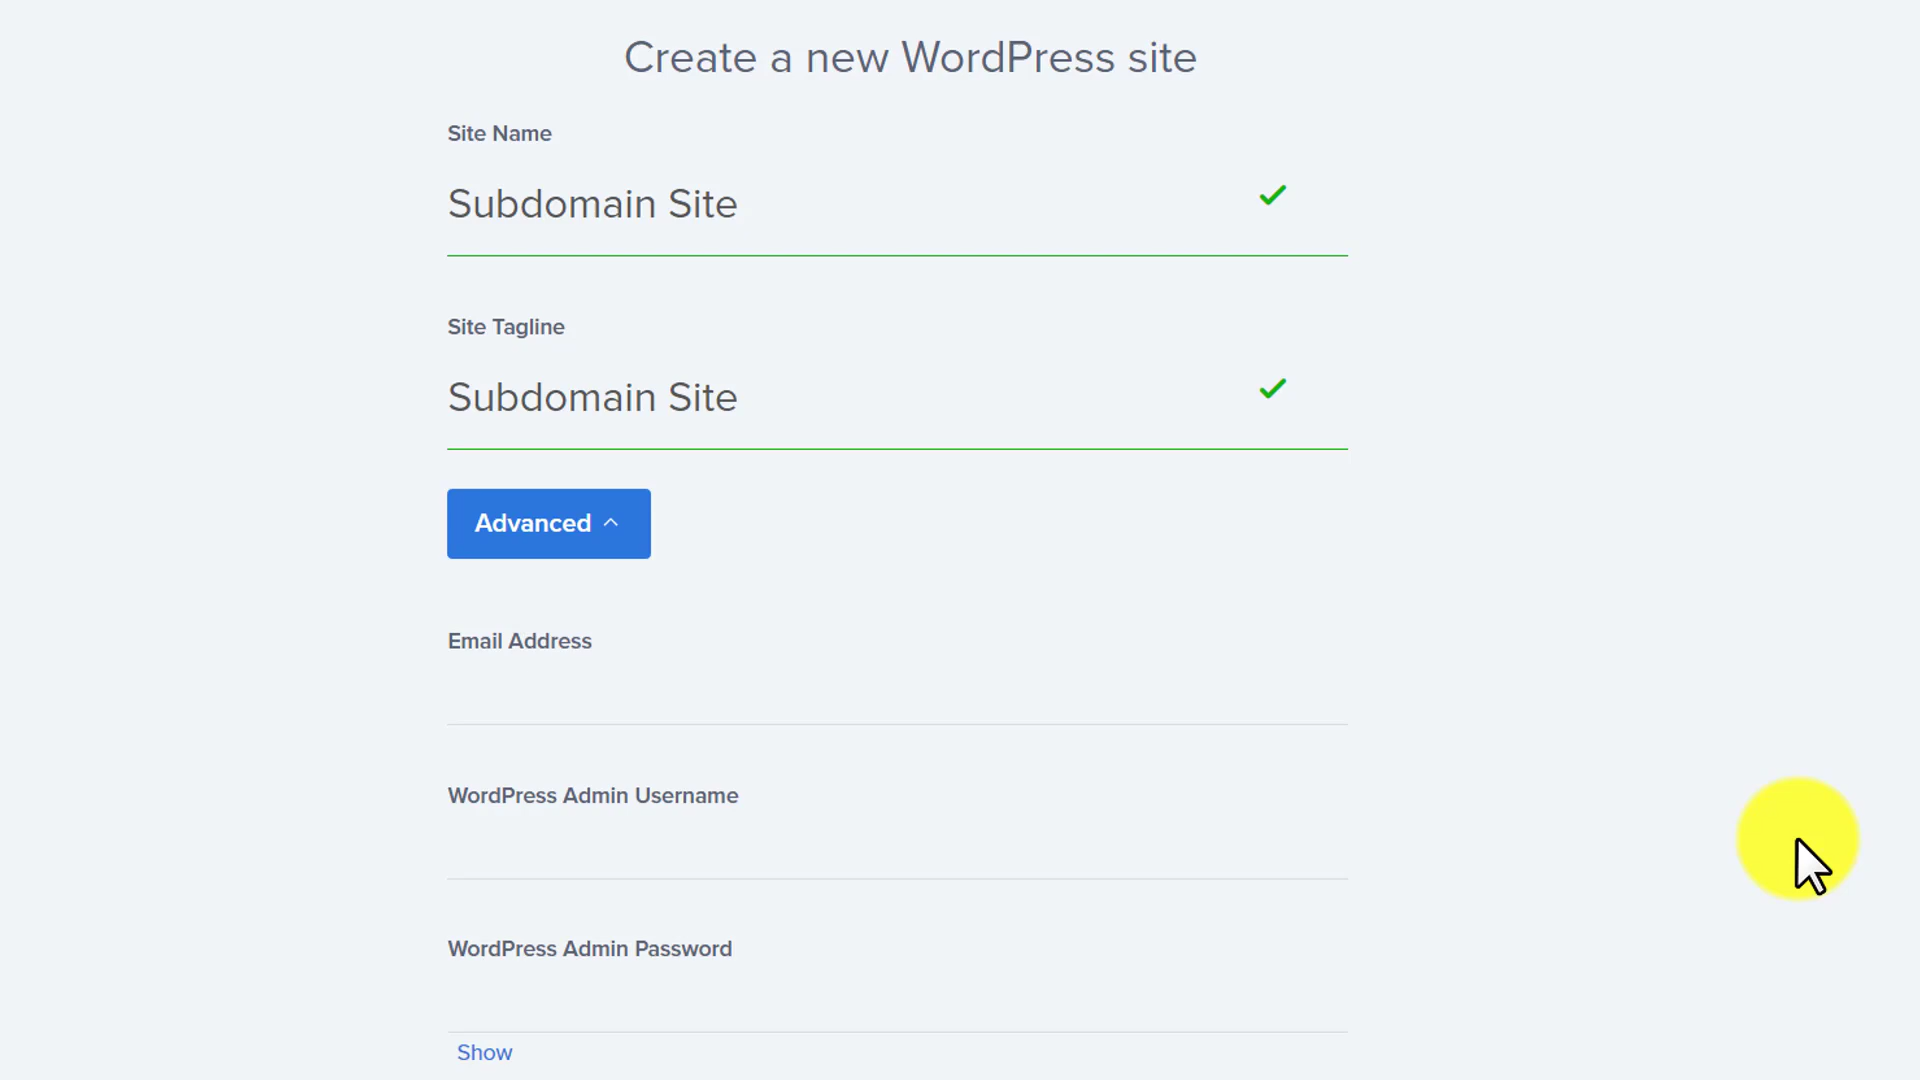 Create a new WordPress site
Site Name
Subdomain Site
Site Tagline
Subdomain Site
Advanced
Email Address
WordPress Admin Username
WordPress Admin Password
Show